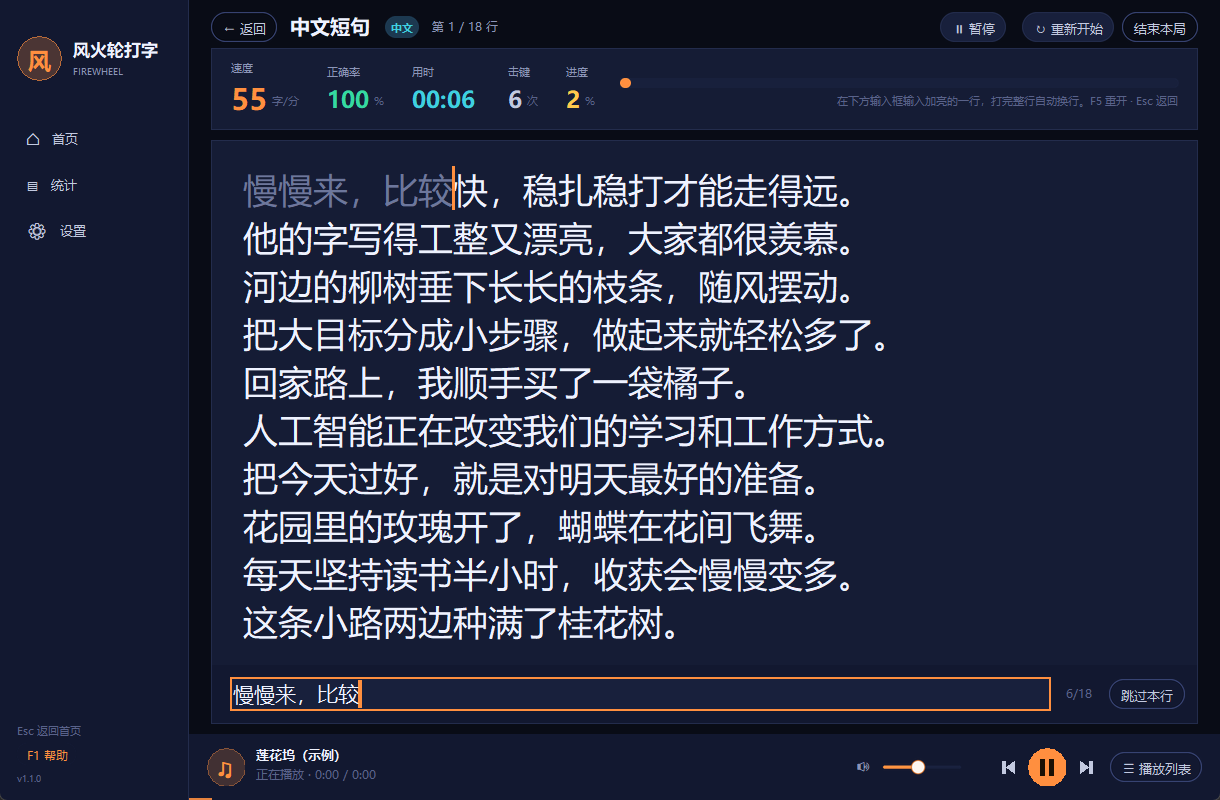 风
风火轮打字
FIREWHEEL
首页
统计
设置
Esc 返回首页
F1 帮助
v1.1.0
← 返回
中文短句
中文
第 1 / 18 行
暂停
重新开始
结束本局
速度
55 字/分
正确率
100 %
用时
00:06
击键
6 次
进度
2 %
在下方输入框输入加亮的一行，打完整行自动换行。F5 重开 · Esc 返回
慢慢来，比较快，稳扎稳打才能走得远。
他的字写得工整又漂亮，大家都很羡慕。
河边的柳树垂下长长的枝条，随风摆动。
把大目标分成小步骤，做起来就轻松多了。
回家路上，我顺手买了一袋橘子。
人工智能正在改变我们的学习和工作方式。
把今天过好，就是对明天最好的准备。
花园里的玫瑰开了，蝴蝶在花间飞舞。
每天坚持读书半小时，收获会慢慢变多。
这条小路两边种满了桂花树。
慢慢来，比较
6/18
跳过本行
莲花坞（示例）
正在播放 · 0:00 / 0:00
☰ 播放列表